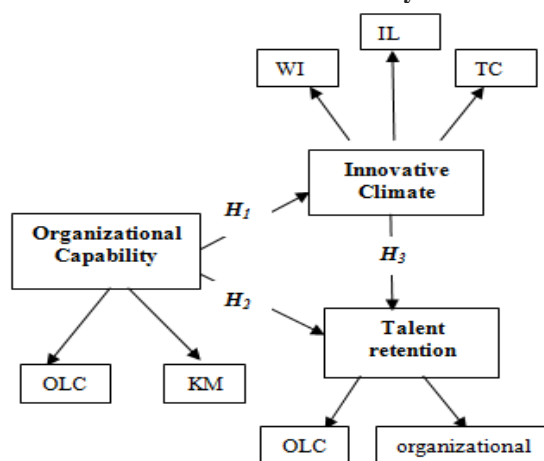 IL
WI
TC
Innovative
Climate
H1
Organizational
Capability
H3
H2
Talent
retention
OLC
KM
OLC
organizational